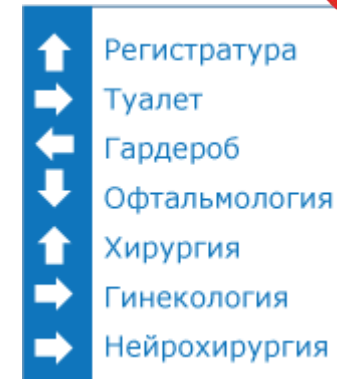 Регистратура
Туалет
Гардероб
Офтальмология
Хирургия
Гинекология
Нейрохирургия